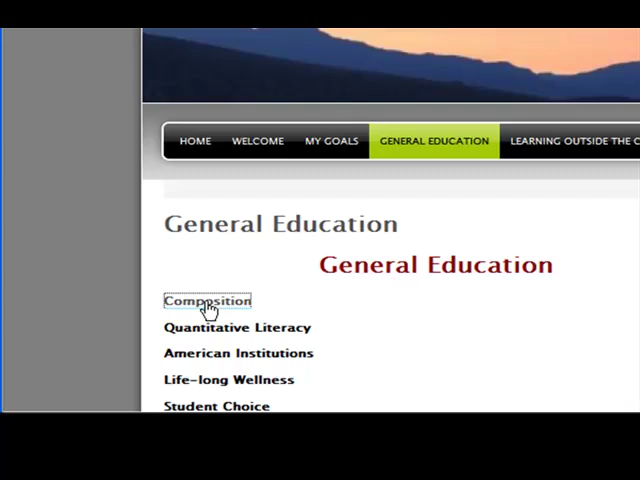 HOME WELCOME MY GOALS GENERAL EDUCATION LEARNING OUTSIDE THE C
General Education
General Education
Composition
Quantitative Literacy
American Institutions
Life-long Wellness
Student Choice